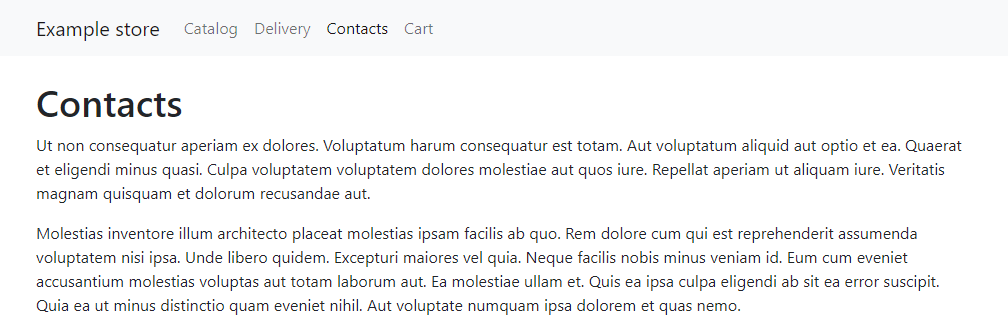 Example store Catalog Delivery Contacts Cart
Contacts
Ut non consequatur aperiam ex dolores. Voluptatum harum consequatur est totam. Aut voluptatum aliquid aut optio et ea. Quaerat
et eligendi minus quasi. Culpa voluptatem voluptatem dolores molestiae aut quos iure. Repellat aperiam ut aliquam iure. Veritatis
magnam quisquam et dolorum recusandae aut.
Molestias inventore illum architecto placeat molestias ipsam facilis ab quo. Rem dolore cum qui est reprehenderit assumenda
voluptatem nisi ipsa. Unde libero quidem. Excepturi maiores vel quia. Neque facilis nobis minus veniam id. Eum cum eveniet
accusantium molestias voluptas aut totam laborum aut. Ea molestiae ullam et. Quis ea ipsa culpa eligendi ab sit ea error suscipit.
Quia ea ut minus distinctio quam eveniet nihil. Aut voluptate numquam ipsa dolorem et quas nemo.